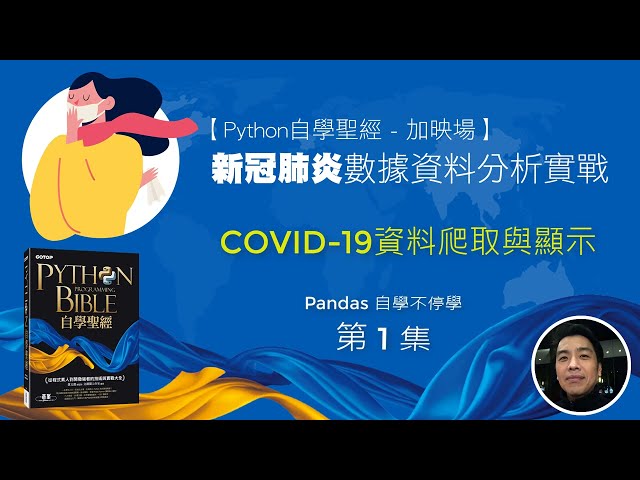 【Python自學聖經 - 加映場】
新冠肺炎數據資料分析實戰
COVID-19資料爬取與顯示
Pandas 自學不停學
第 1 集
GOTOP
PYTHON
PROGRAMMING
BIBLE
自學聖經